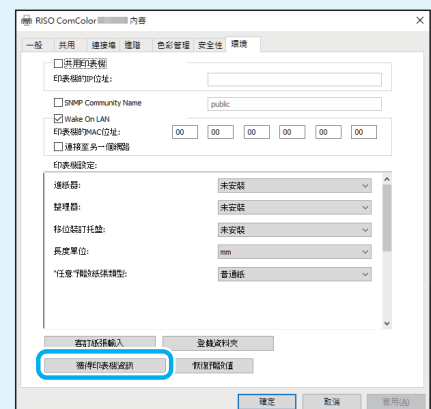 RISO ComColor 內容
一般 共用 連接埠 進階 色彩管理 安全性 環境
共用印表機
印表機的IP位址:
SNMP Community Name public
Wake On LAN
印表機的MAC位址: 00 00 00 00 00 00
連接至另一個網路
印表機設定:
進紙器: 未安裝
整理器: 未安裝
移位裝訂托盤: 未安裝
長度單位: mm
"任意"預設紙張類型: 普通紙
客訂紙張輸入 登錄資料夾
獲得印表機資訊 恢復預設值
確定 取消 套用(A)